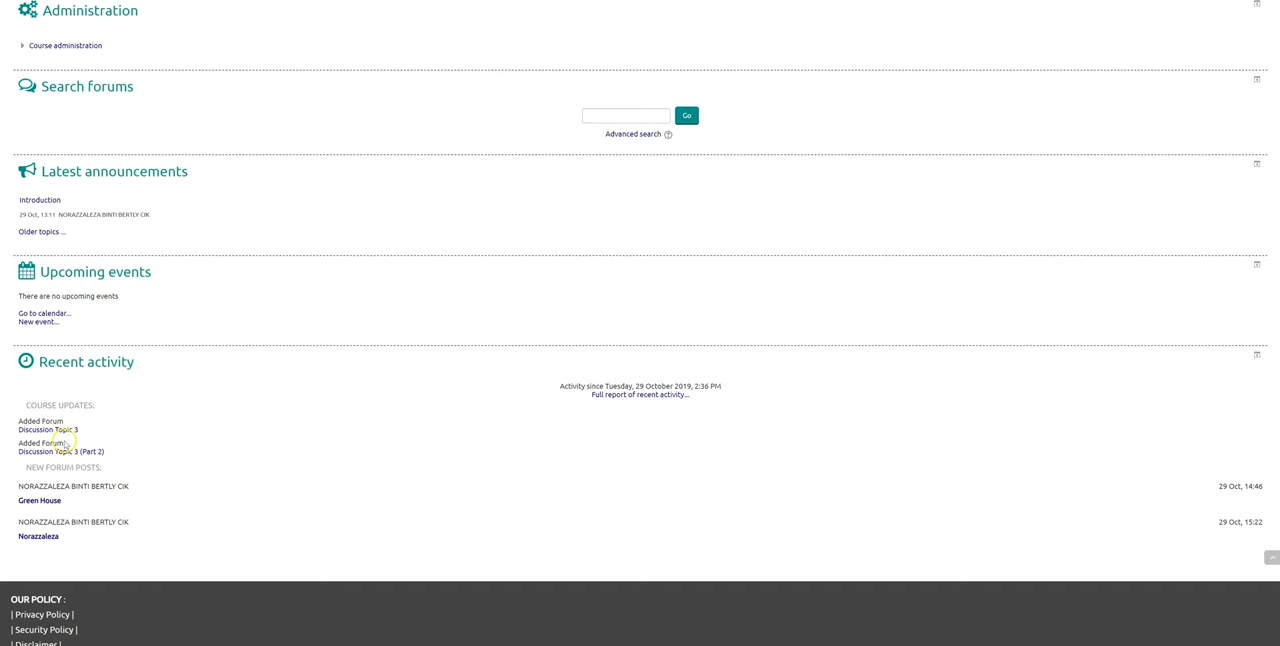 Administration
Course administration
Search forums
Go
Advanced search
Latest announcements
Introduction
29 Oct, 13:11 NORAZZALEZA BINTI BERTLY CIK
Older topics ...
Upcoming events
There are no upcoming events
Go to calendar...
New event...
Recent activity
Activity since Tuesday, 29 October 2019, 2:36 PM
Full report of recent activity...
COURSE UPDATES:
Added Forum
Discussion Topic 3
Added Forum
Discussion Topic 3 (Part 2)
NEW FORUM POSTS:
NORAZZALEZA BINTI BERTLY CIK 29 Oct, 14:46
Green House
NORAZZALEZA BINTI BERTLY CIK 29 Oct, 15:22
Norazzaleza
OUR POLICY :
| Privacy Policy |
| Security Policy |
| Disclaimer |